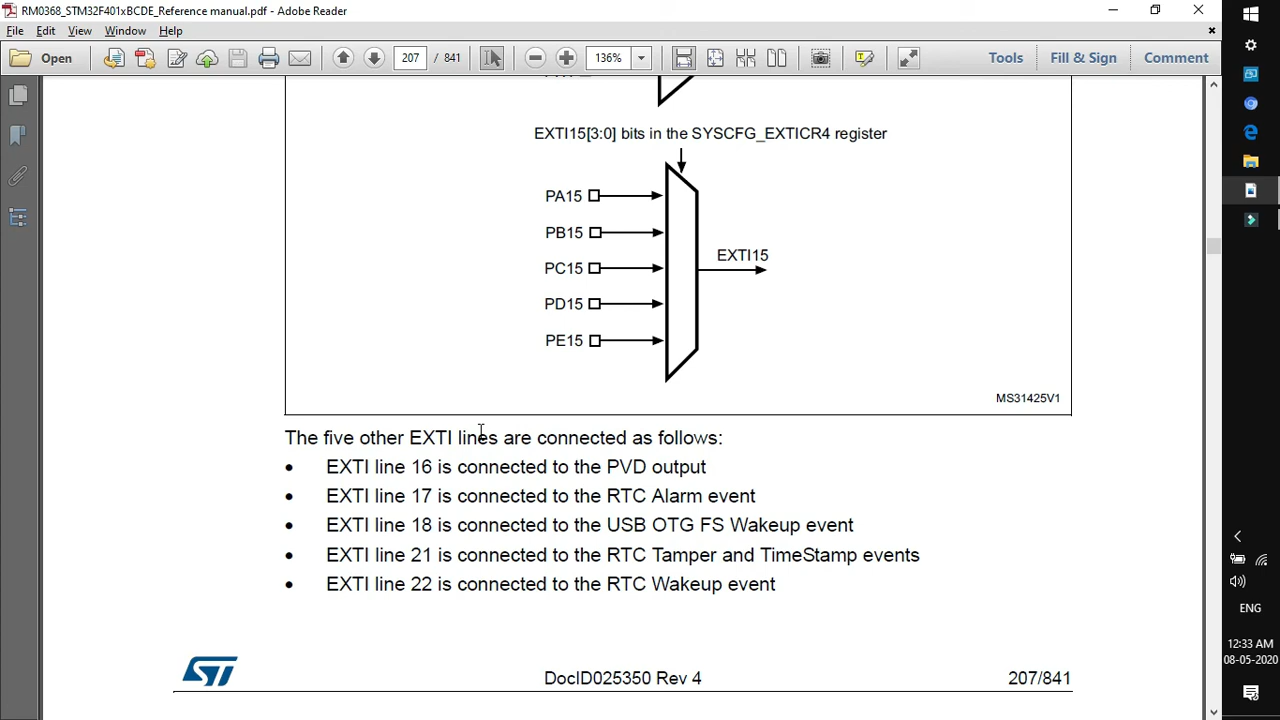 RM0368_STM32F401xBCDE_Reference manual.pdf - Adobe Reader
File Edit View Window Help
Open 207 / 841 136% Tools Fill & Sign Comment
EXTI15[3:0] bits in the SYSCFG_EXTICR4 register
PA15
PB15
PC15
PD15
PE15
EXTI15
MS31425V1
The five other EXTI lines are connected as follows:
• EXTI line 16 is connected to the PVD output
• EXTI line 17 is connected to the RTC Alarm event
• EXTI line 18 is connected to the USB OTG FS Wakeup event
• EXTI line 21 is connected to the RTC Tamper and TimeStamp events
• EXTI line 22 is connected to the RTC Wakeup event
ST DocID025350 Rev 4 207/841
ENG
12:33 AM
08-05-2020